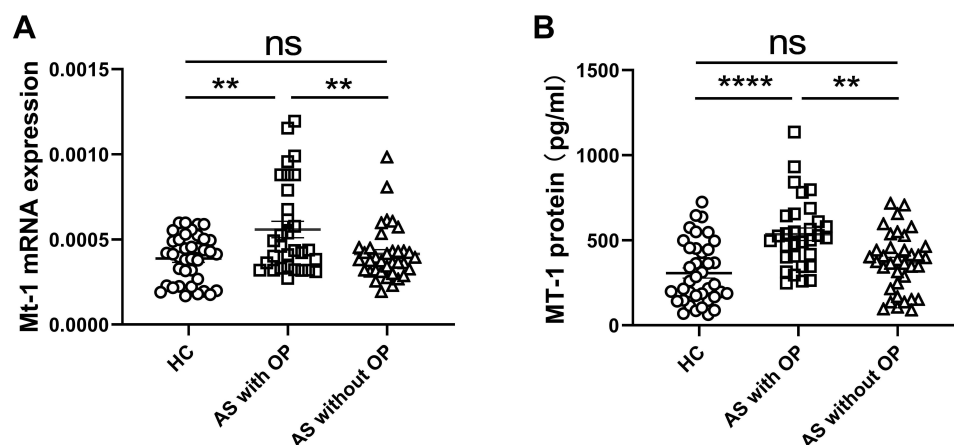 A
ns
** **
0.0015
0.0010
0.0005
0.0000
Mt-1 mRNA expression
HC
AS with OP
AS without OP
B
ns
**** **
1500
1000
500
0
MT-1 protein（pg/ml）
HC
AS with OP
AS without OP